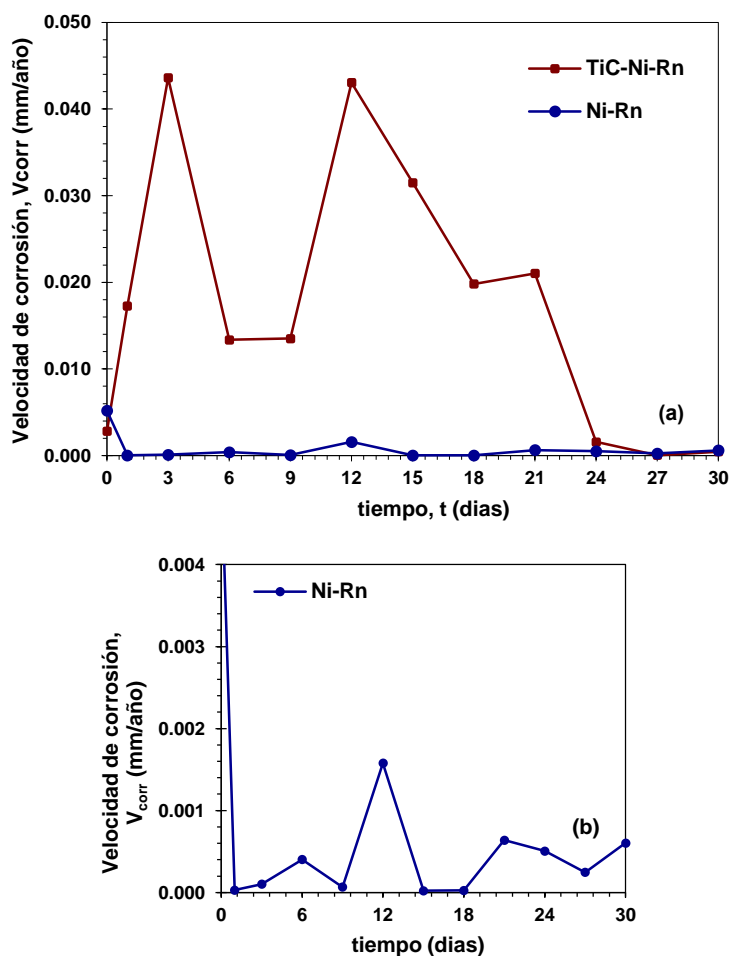 0.050
0.040
0.030
0.020
0.010
0.000
Velocidad de corrosión, Vcorr (mm/año)
TiC-Ni-Rn
Ni-Rn
(a)
0 3 6 9 12 15 18 21 24 27 30
tiempo, t (dias)
0.004
0.003
0.002
0.001
0.000
Velocidad de corrosión,
Vcorr (mm/año)
Ni-Rn
(b)
0 6 12 18 24 30
tiempo (dias)